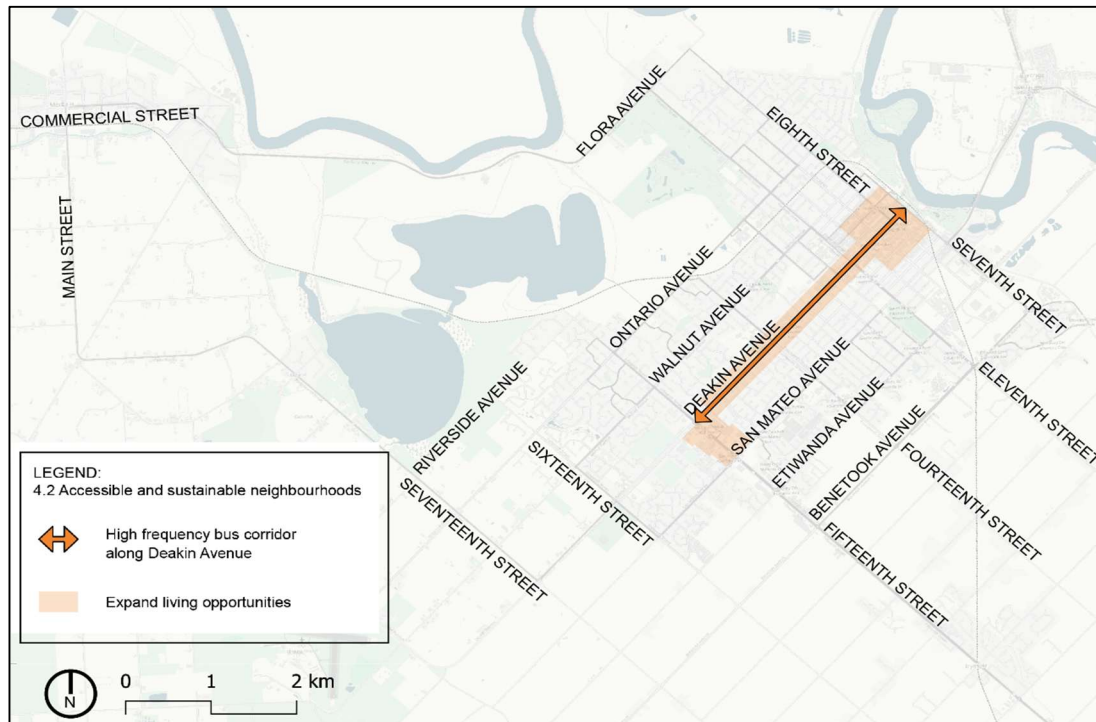 COMMERCIAL STREET
MAIN STREET
FLORA AVENUE
EIGHTH STREET
SEVENTH STREET
ONTARIO AVENUE
WALNUT AVENUE
DEAKIN AVENUE
SAN MATEO AVENUE
ETIWANDA AVENUE
BENETOOK AVENUE
ELEVENTH STREET
FOURTEENTH STREET
FIFTEENTH STREET
RIVERSIDE AVENUE
SIXTEENTH STREET
SEVENTEENTH STREET
LEGEND:
4.2 Accessible and sustainable neighbourhoods
High frequency bus corridor
along Deakin Avenue
Expand living opportunities
N
0 1 2 km